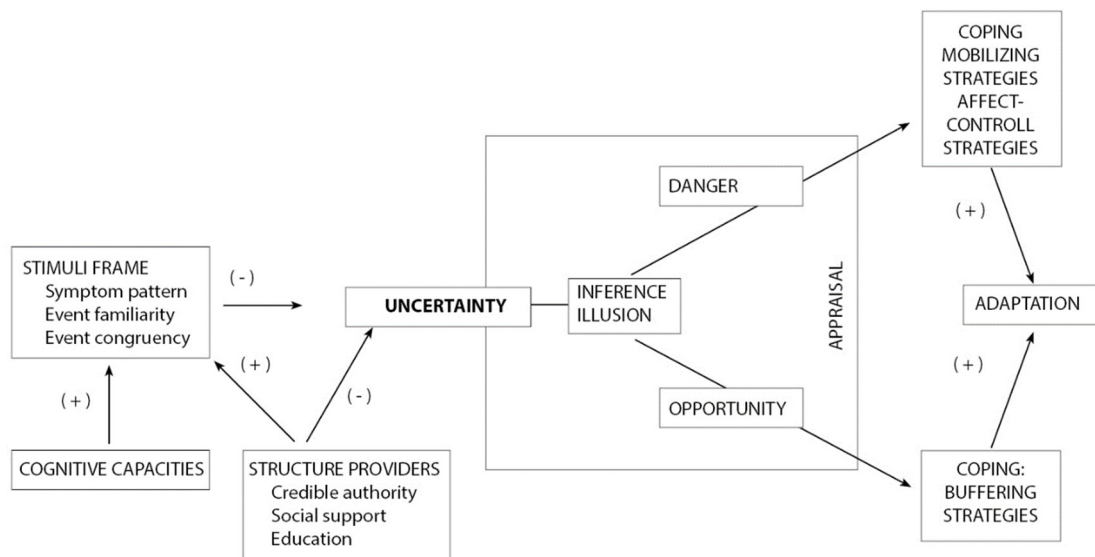 COPING
MOBILIZING
STRATEGIES
AFFECT-
CONTROLL
STRATEGIES
DANGER
(+)
STIMULI FRAME
Symptom pattern
Event familiarity
Event congruency
(-)
UNCERTAINTY
INFERENCE
ILLUSION
APPRAISAL
ADAPTATION
(+)
(+)
(-)
(+)
OPPORTUNITY
COGNITIVE CAPACITIES
STRUCTURE PROVIDERS
Credible authority
Social support
Education
COPING:
BUFFERING
STRATEGIES